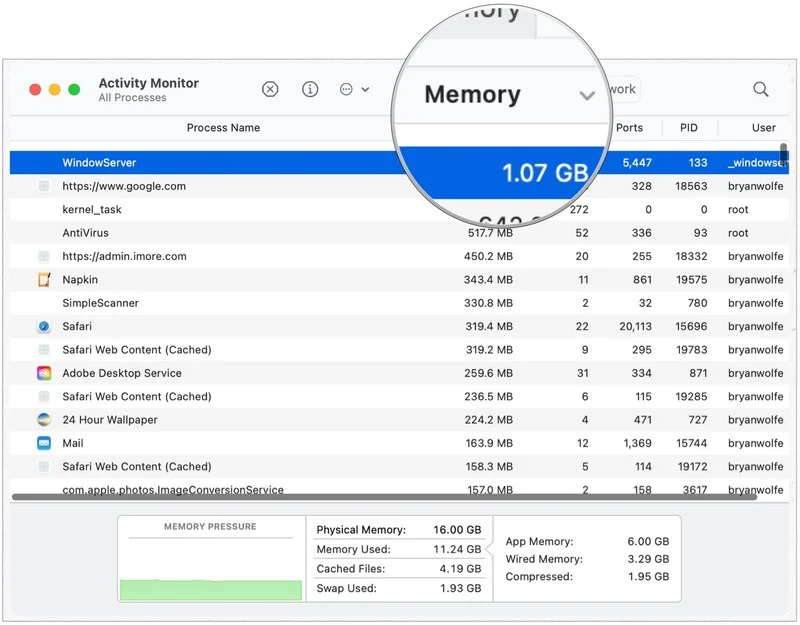 Activity Monitor
All Processes
Process Name Memory Ports PID User
WindowServer 1.07 GB 5,447 133 _windowser
https://www.google.com 328 18563 bryanwolfe
kernel_task 272 0 0 root
AntiVirus 517.7 MB 52 336 93 root
https://admin.imore.com 450.2 MB 20 255 18332 bryanwolfe
Napkin 343.4 MB 11 861 19575 bryanwolfe
SimpleScanner 330.8 MB 2 32 780 bryanwolfe
Safari 319.4 MB 22 20,113 15696 bryanwolfe
Safari Web Content (Cached) 319.2 MB 9 295 19783 bryanwolfe
Adobe Desktop Service 259.6 MB 31 334 871 bryanwolfe
Safari Web Content (Cached) 236.5 MB 6 115 19285 bryanwolfe
24 Hour Wallpaper 224.2 MB 4 471 727 bryanwolfe
Mail 163.9 MB 12 1,369 15744 bryanwolfe
Safari Web Content (Cached) 158.3 MB 5 114 19172 bryanwolfe
com.apple.photos.ImageConversionService 157.0 MB 2 158 3617 bryanwolfe
MEMORY PRESSURE
Physical Memory: 16.00 GB
Memory Used: 11.24 GB
Cached Files: 4.19 GB
Swap Used: 1.93 GB
App Memory: 6.00 GB
Wired Memory: 3.29 GB
Compressed: 1.95 GB